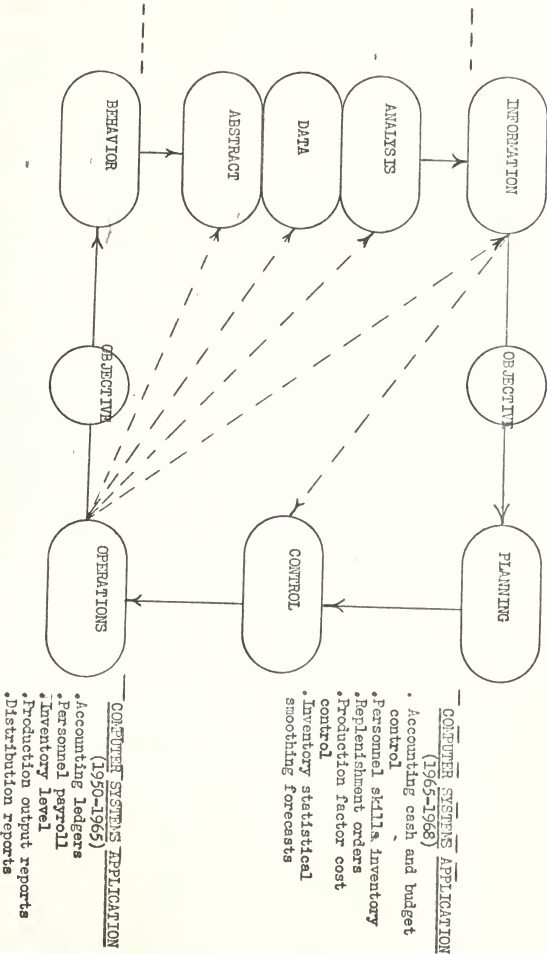 INFORMATION
OBJECTIVE
PLANNING
COMPUTER SYSTEMS APPLICATION
(1965-1968)
. Accounting cash and budget
control
•Personnel skills inventory
•Replenishment orders
•Production factor cost
control
•Inventory statistical
smoothing forecasts
ANALYSIS
DATA
ABSTRACT
CONTROL
BEHAVIOR
OBJECTIVE
OPERATIONS
COMPUTER SYSTEMS APPLICATION
(1950-1965)
•Accounting ledgers
•Personnel payroll
•Inventory level
•Production output reports
•Distribution reports